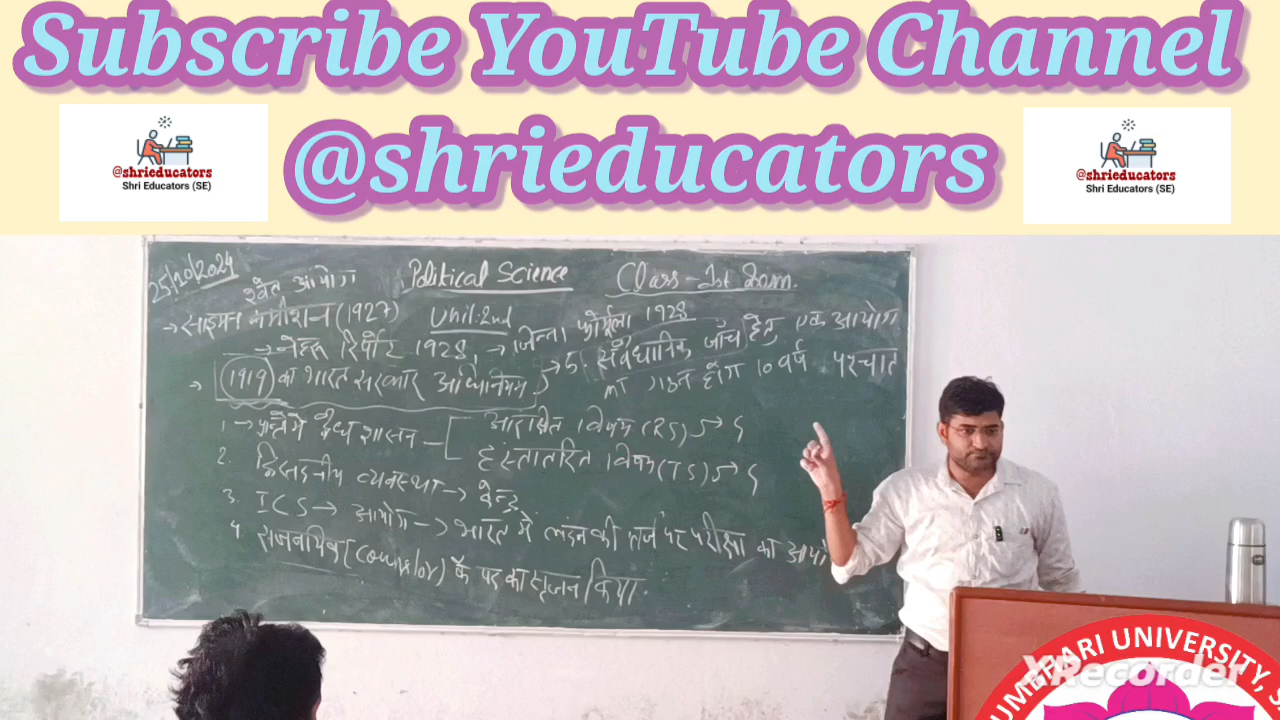 Subscribe YouTube Channel
@shrieducators
@shrieducators
Shri Educators (SE)
@shrieducators
Shri Educators (SE)
25/10/2024
Political Science
Class - Ist Sem.
श्वेत आयोग
→ साइमन कमीशन (1927)
Unit: 2nd
→ नेहरू रिपोर्ट 1928, → जिन्ना फॉर्मूला 1928
→ 1919 का भारत सरकार अधिनियम
→ 5. संवैधानिक जाँच हेतु एक आयोग
का गठन होगा 10 वर्ष पश्चात
1. → प्रान्तो में द्वैध शासन –
आरक्षित विषय (RS)
हस्तांतरित विषय (TS)
2. द्विसदनीय व्यवस्था → केन्द्र
3. ICS → आयोग → भारत में लंदन की तर्ज पर परीक्षा का आयो
4. राजनयिक (Counselor) के पद का सृजन किया.
UMEHARI UNIVERSITY, S
XRecorder